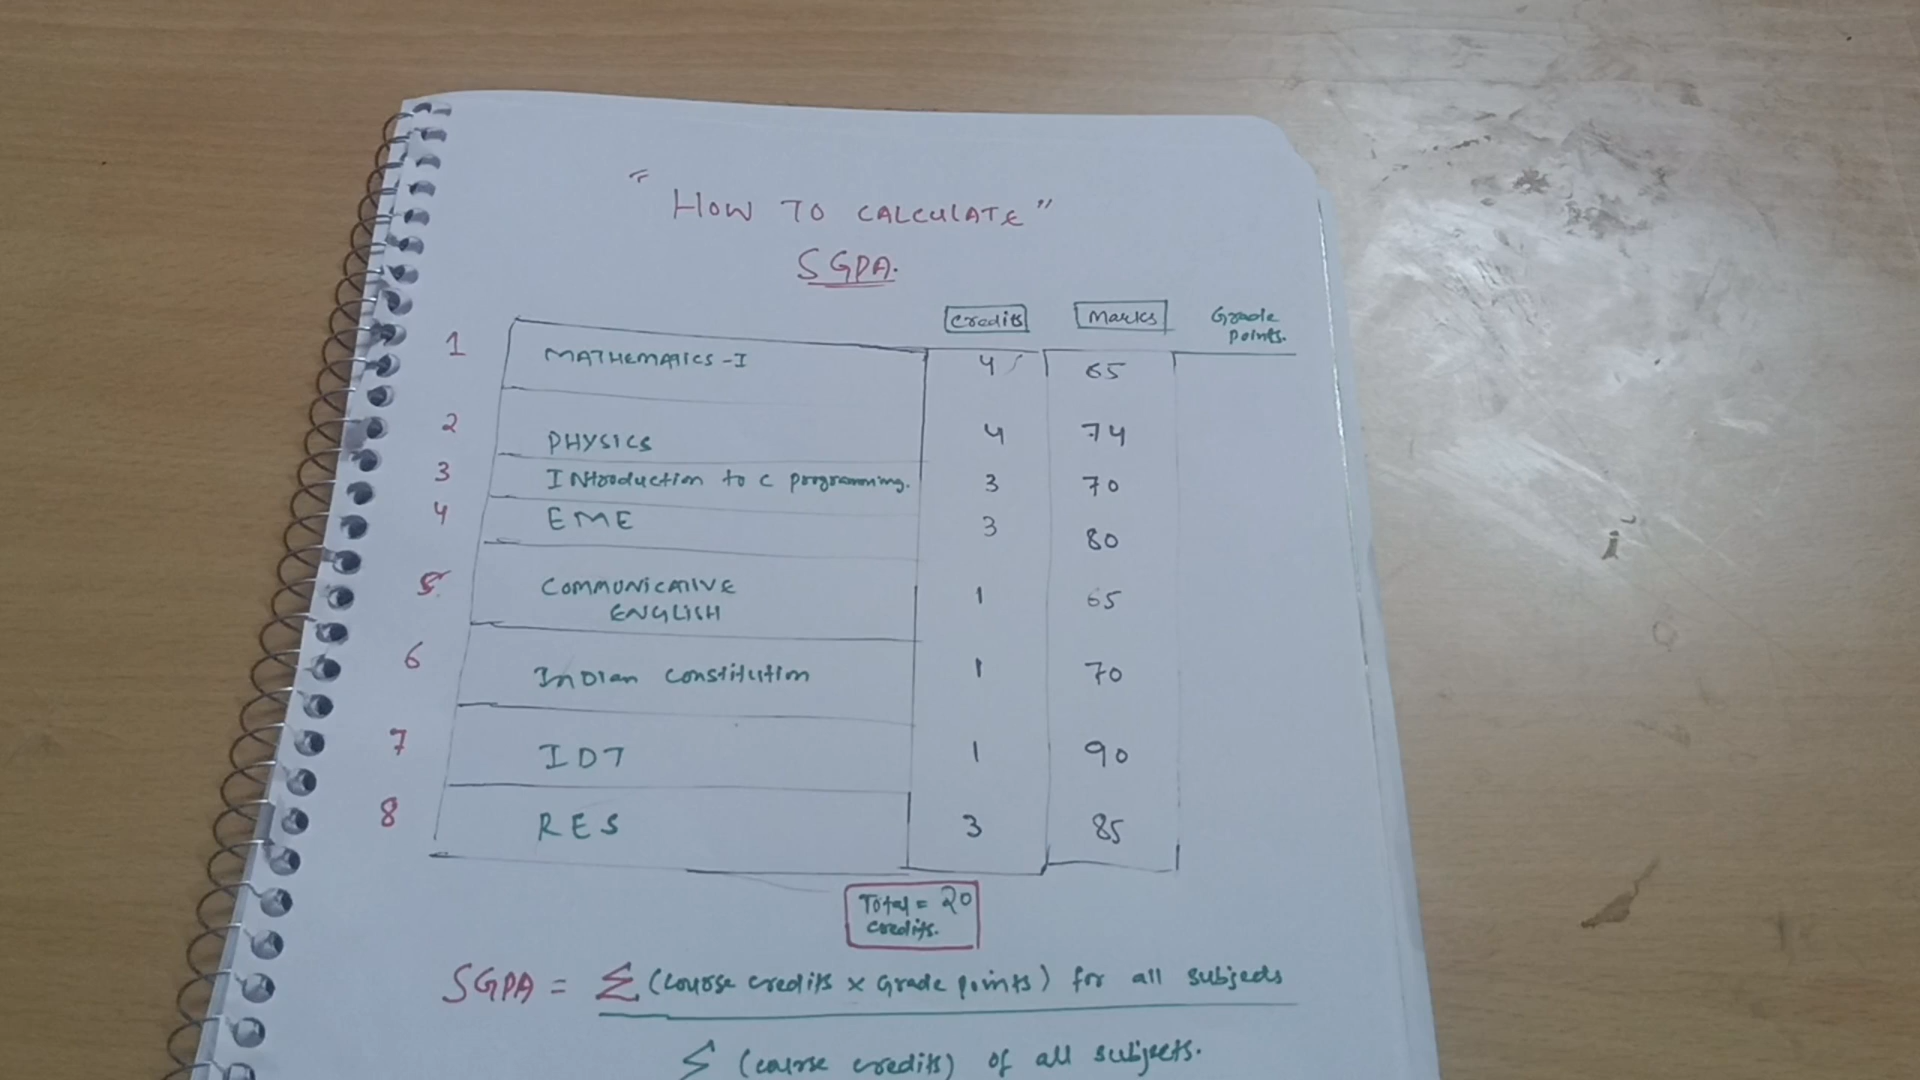 "HOW TO CALCULATE"
SGPA.
Credits Marks Grade Points.
1 MATHEMATICS-I 4 65
2 PHYSICS 4 74
3 INtroduction to C programming. 3 70
4 EME 3 80
5. COMMUNICATIVE ENGLISH 1 65
6 InDian constitution 1 70
7 IDT 1 90
8 RES 3 85
Total = 20
credits.
SGPA = Σ (course credits x Grade points) for all subjects
Σ (course credits) of all subjects.